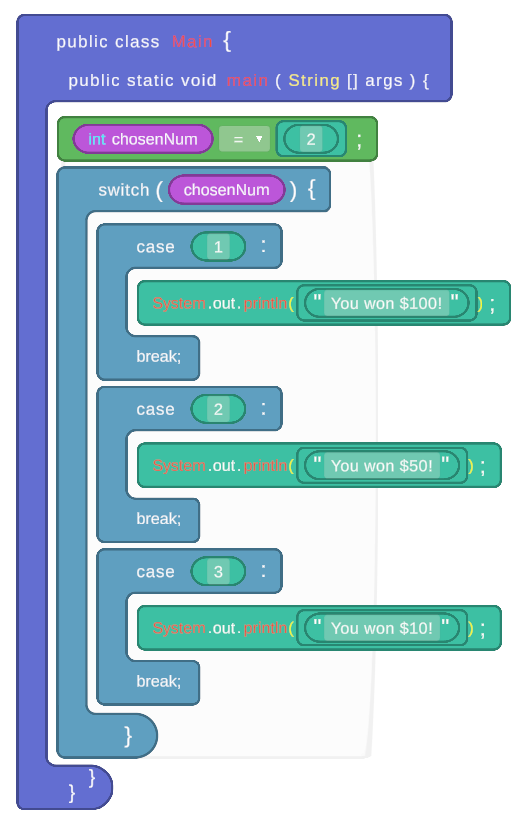 public class Main {
public static void main ( String [] args ) {
int chosenNum = ▼ 2 ;
switch ( chosenNum ) {
case 1 :
System.out.println( " You won $100! " ) ;
break;
case 2 :
System.out.println( " You won $50! " ) ;
break;
case 3 :
System.out.println( " You won $10! " ) ;
break;
}
}
}